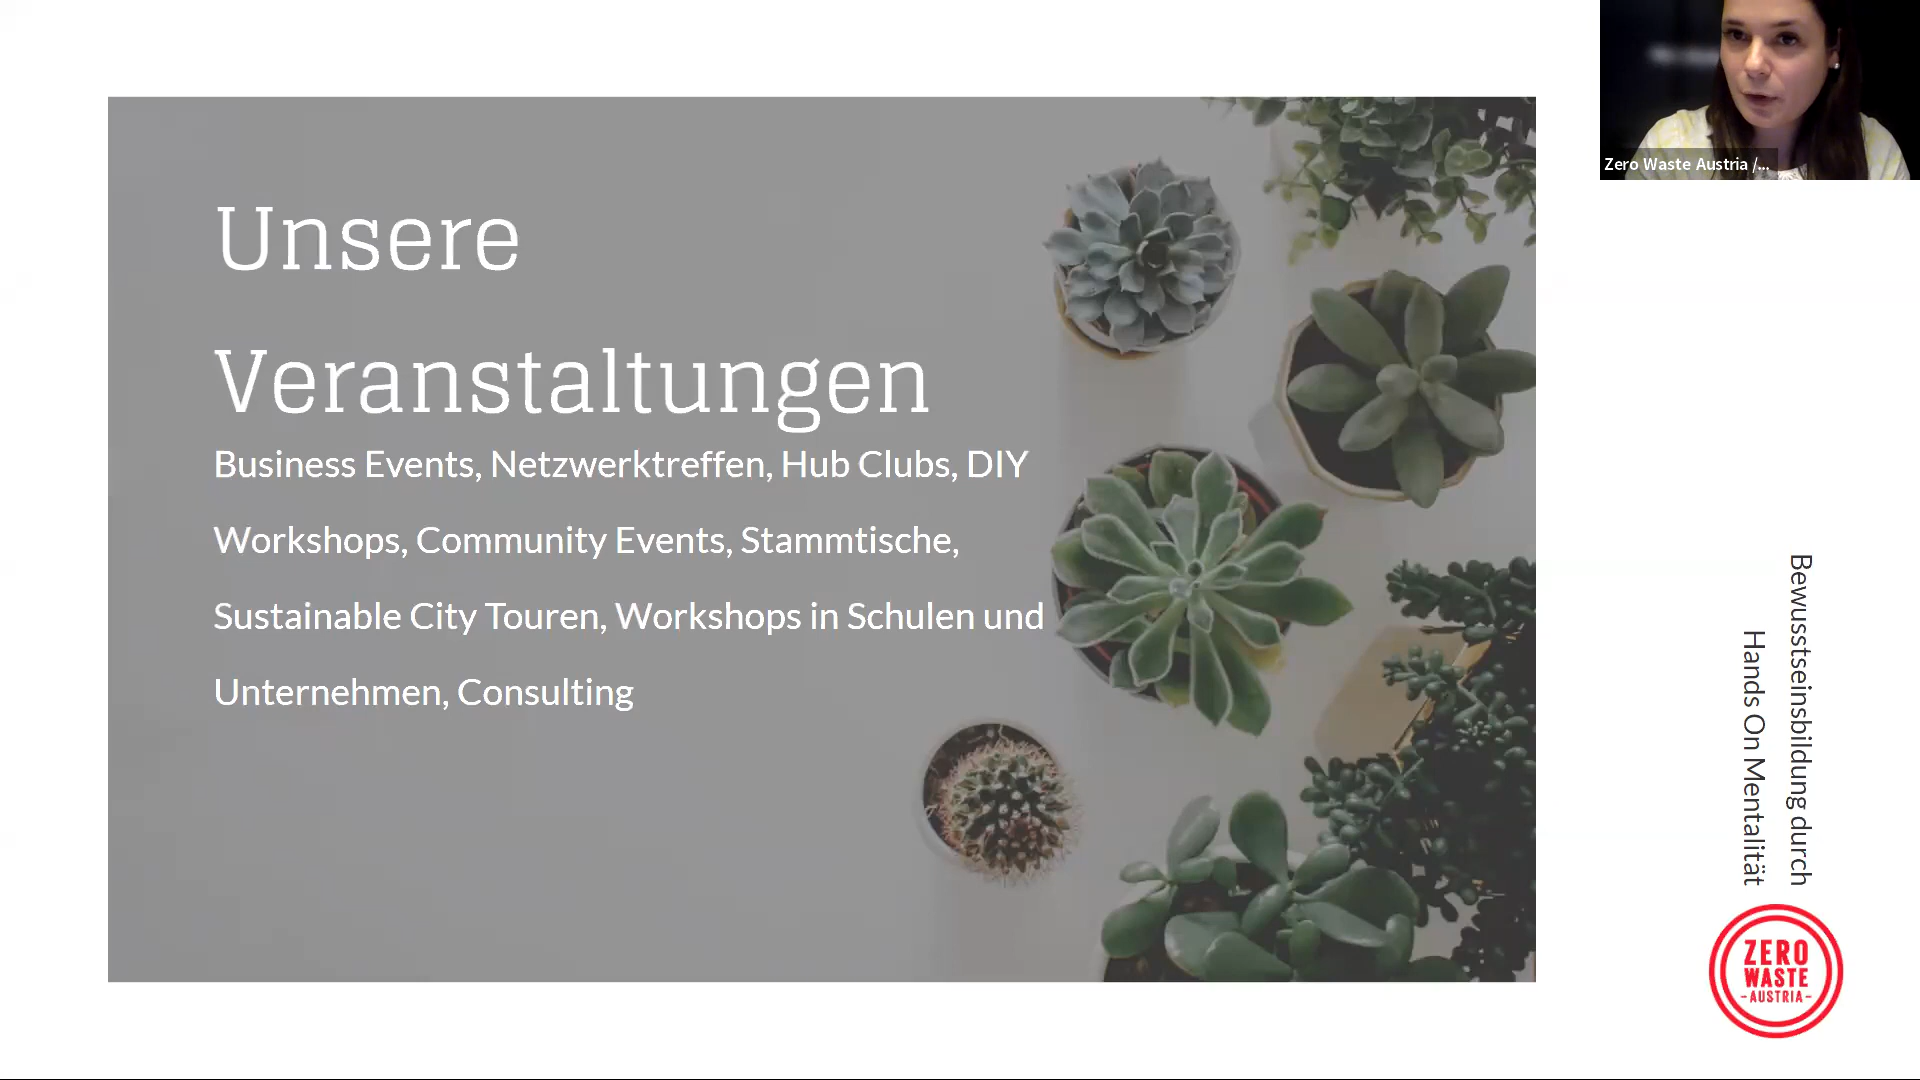 Unsere
Veranstaltungen
Business Events, Netzwerktreffen, Hub Clubs, DIY
Workshops, Community Events, Stammtische,
Sustainable City Touren, Workshops in Schulen und
Unternehmen, Consulting
Zero Waste Austria /...
Bewusstseinsbildung durch
Hands On Mentalität
ZERO
WASTE
-AUSTRIA-